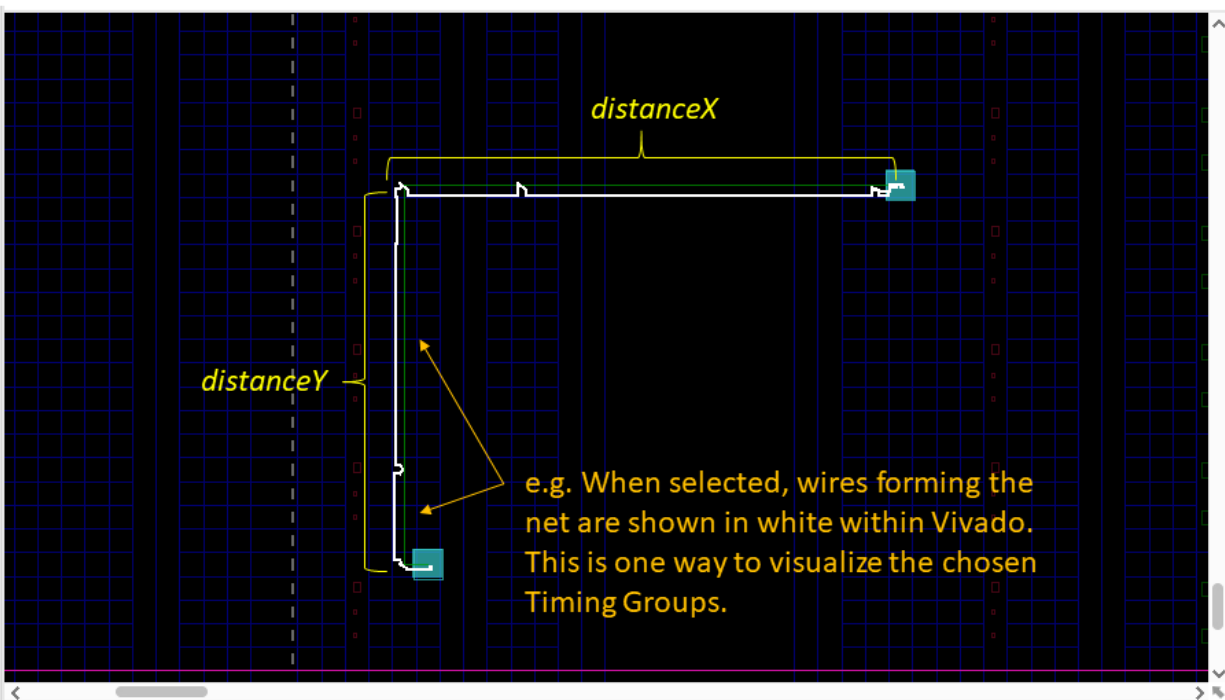 distanceX
distanceY
e.g. When selected, wires forming the
net are shown in white within Vivado.
This is one way to visualize the chosen
Timing Groups.